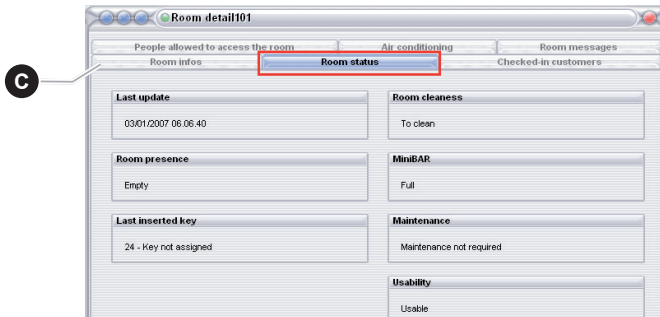 Room detail101
People allowed to access the room Air conditioning Room messages
Room infos Room status Checked-in customers
C
Last update
03/01/2007 06.06.40
Room cleaness
To clean
Room presence
Empty
MiniBAR
Full
Last inserted key
24 - Key not assigned
Maintenance
Maintenance not required
Usability
Usable